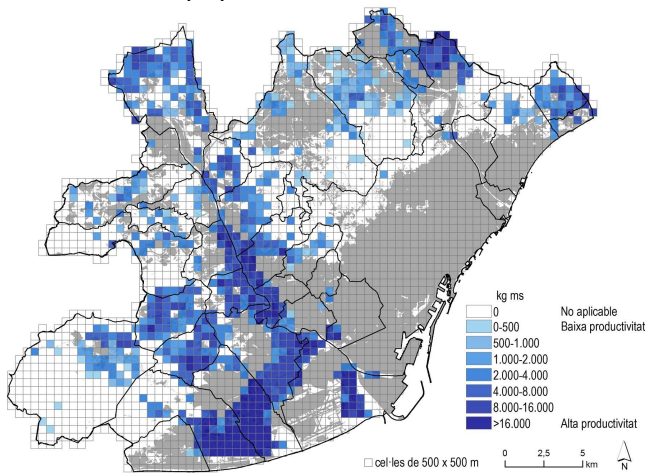 kg ms
0 No aplicable
0-500 Baixa productivitat
500-1.000
1.000-2.000
2.000-4.000
4.000-8.000
8.000-16.000
>16.000 Alta productivitat
cel·les de 500 x 500 m
0 2,5 5
km
N